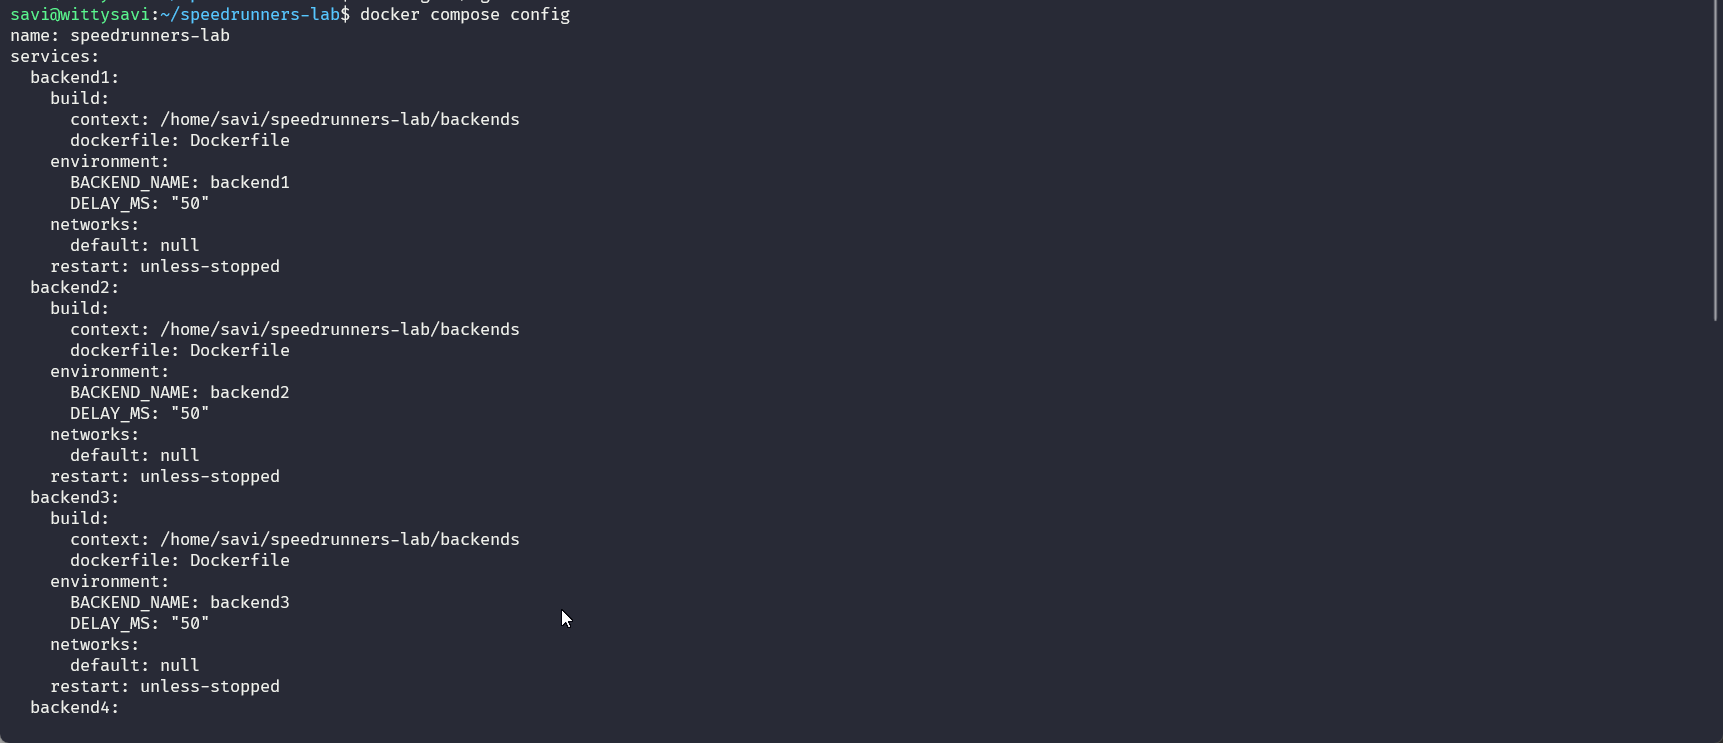 savi@wittysavi:~/speedrunners-lab$ docker compose config
name: speedrunners-lab
services:
  backend1:
    build:
      context: /home/savi/speedrunners-lab/backends
      dockerfile: Dockerfile
    environment:
      BACKEND_NAME: backend1
      DELAY_MS: "50"
    networks:
      default: null
    restart: unless-stopped
  backend2:
    build:
      context: /home/savi/speedrunners-lab/backends
      dockerfile: Dockerfile
    environment:
      BACKEND_NAME: backend2
      DELAY_MS: "50"
    networks:
      default: null
    restart: unless-stopped
  backend3:
    build:
      context: /home/savi/speedrunners-lab/backends
      dockerfile: Dockerfile
    environment:
      BACKEND_NAME: backend3
      DELAY_MS: "50"
    networks:
      default: null
    restart: unless-stopped
  backend4: